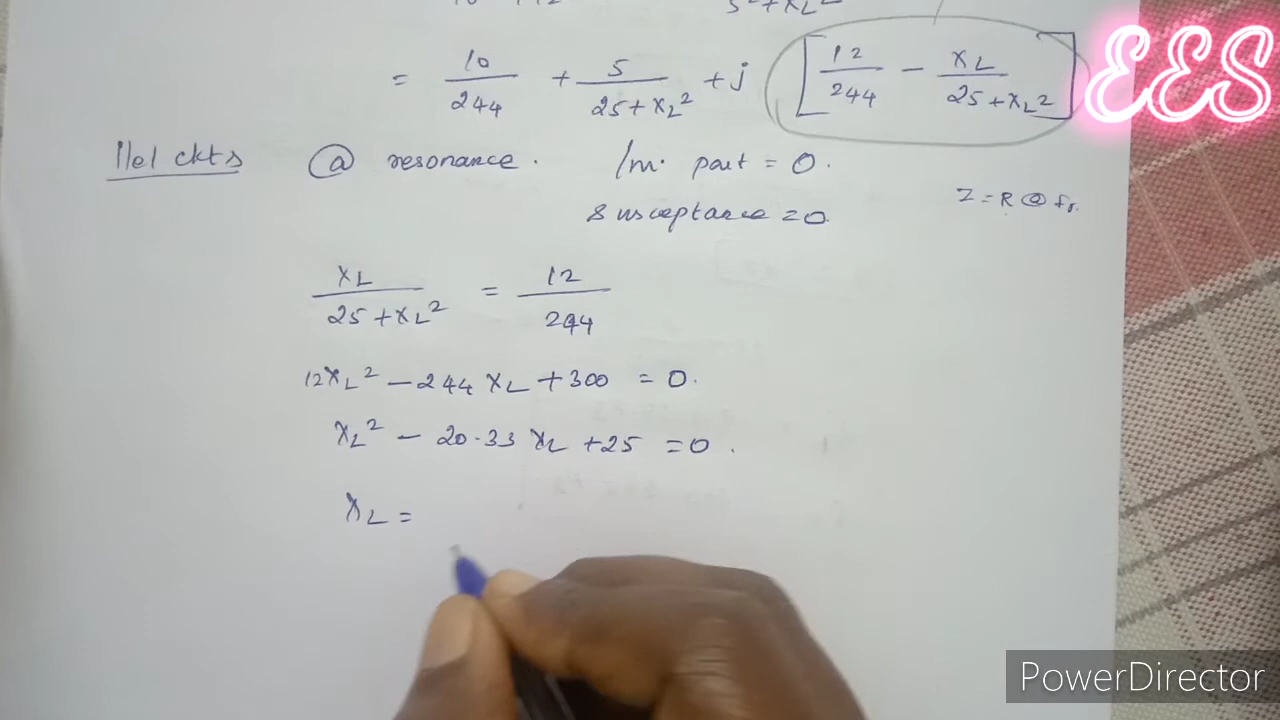 = 10/244 + 5/25+XL² + j [12/244 − XL/25+XL²]
EES
llel ckts @ resonance. Im. part = 0.
Susceptance = 0.
Z = R @ fr.
XL/25+XL² = 12/244
12XL² − 244 XL + 300 = 0.
XL² − 20.33 XL + 25 = 0.
XL =
PowerDirector